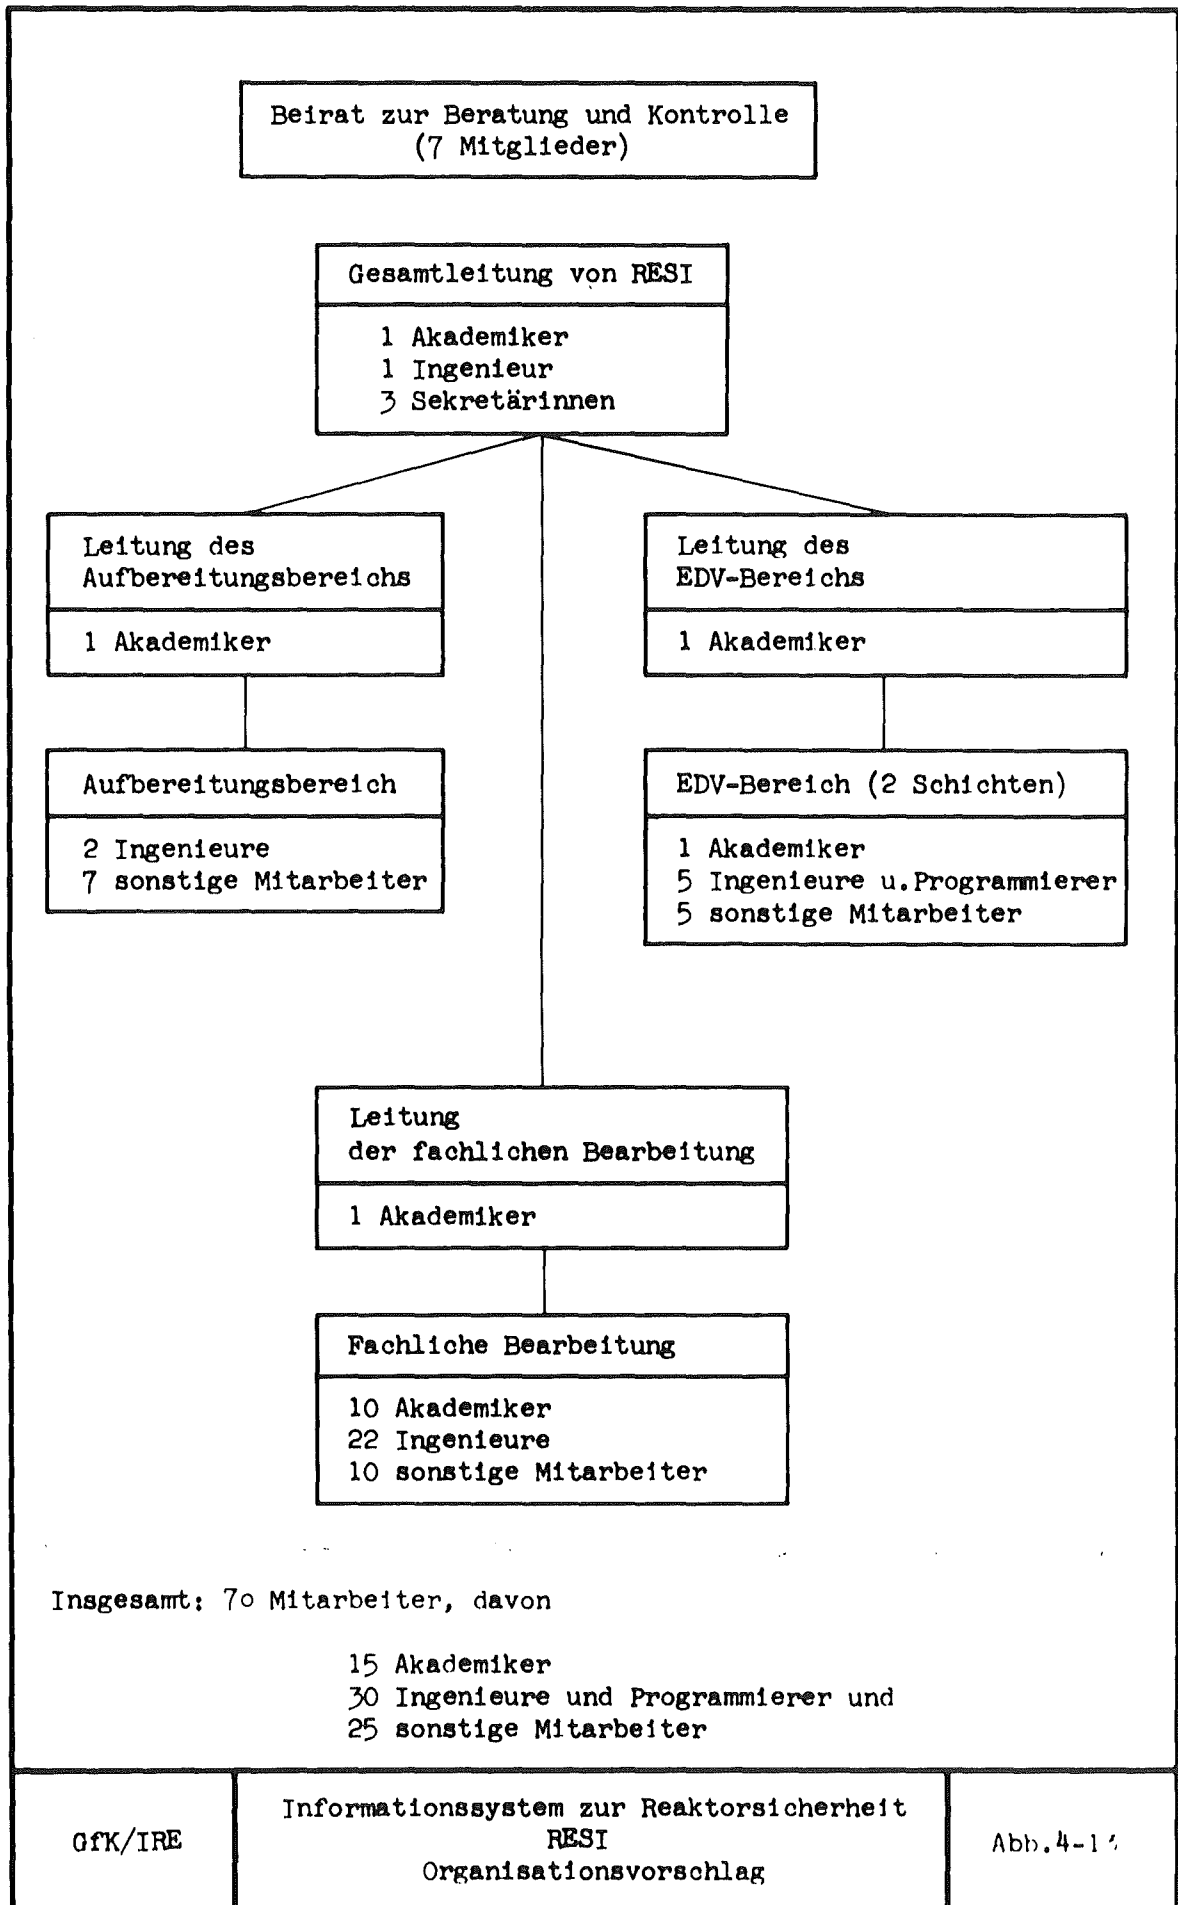 Beirat zur Beratung und Kontrolle
(7 Mitglieder)
Gesamtleitung von RESI
1 Akademiker
1 Ingenieur
3 Sekretärinnen
Leitung des
Aufbereitungsbereichs
1 Akademiker
Leitung des
EDV-Bereichs
1 Akademiker
Aufbereitungsbereich
2 Ingenieure
7 sonstige Mitarbeiter
EDV-Bereich (2 Schichten)
1 Akademiker
5 Ingenieure u.Programmierer
5 sonstige Mitarbeiter
Leitung
der fachlichen Bearbeitung
1 Akademiker
Fachliche Bearbeitung
10 Akademiker
22 Ingenieure
10 sonstige Mitarbeiter
Insgesamt: 7o Mitarbeiter, davon
15 Akademiker
30 Ingenieure und Programmierer und
25 sonstige Mitarbeiter
GfK/IRE
Informationssystem zur Reaktorsicherheit
RESI
Organisationsvorschlag
Abb.